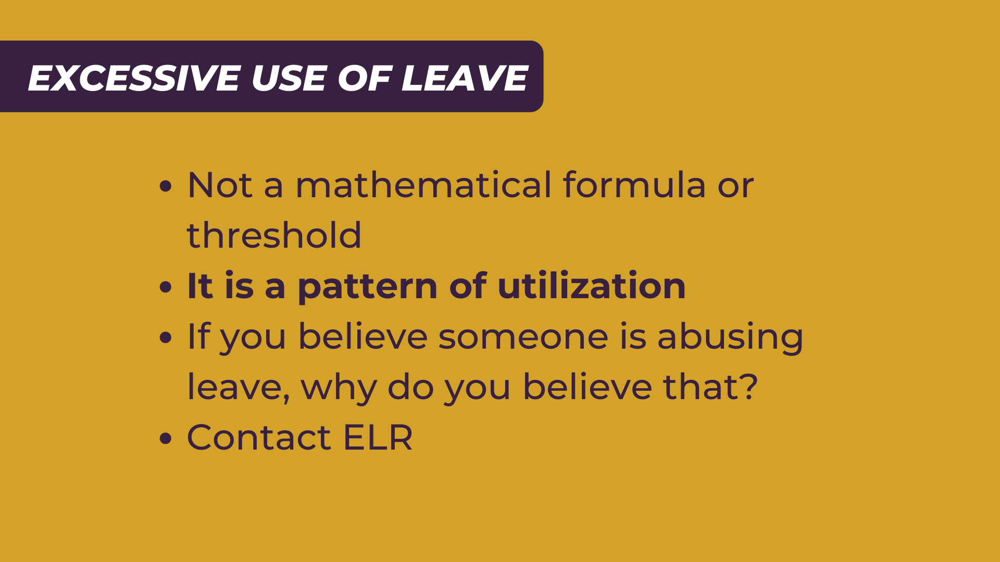 EXCESSIVE USE OF LEAVE
• Not a mathematical formula or
threshold
• It is a pattern of utilization
• If you believe someone is abusing
leave, why do you believe that?
• Contact ELR